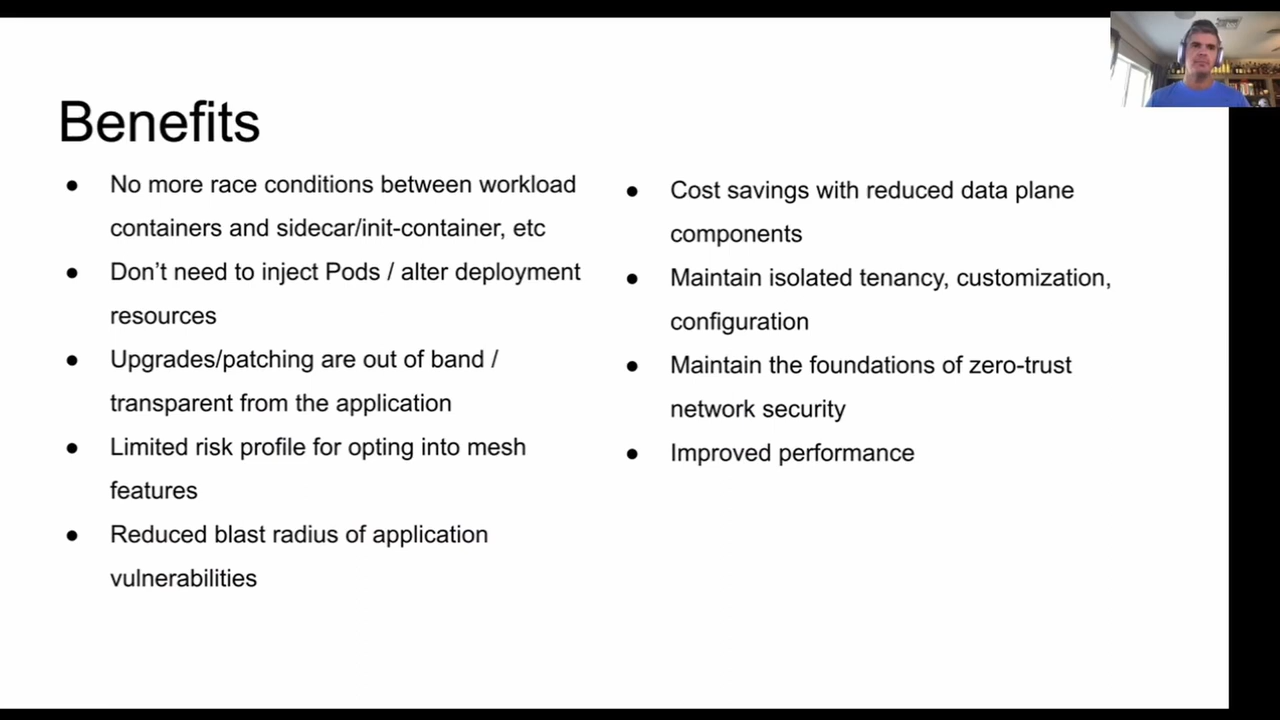 Benefits
● No more race conditions between workload
containers and sidecar/init-container, etc
● Don’t need to inject Pods / alter deployment
resources
● Upgrades/patching are out of band /
transparent from the application
● Limited risk profile for opting into mesh
features
● Reduced blast radius of application
vulnerabilities
● Cost savings with reduced data plane
components
● Maintain isolated tenancy, customization,
configuration
● Maintain the foundations of zero-trust
network security
● Improved performance